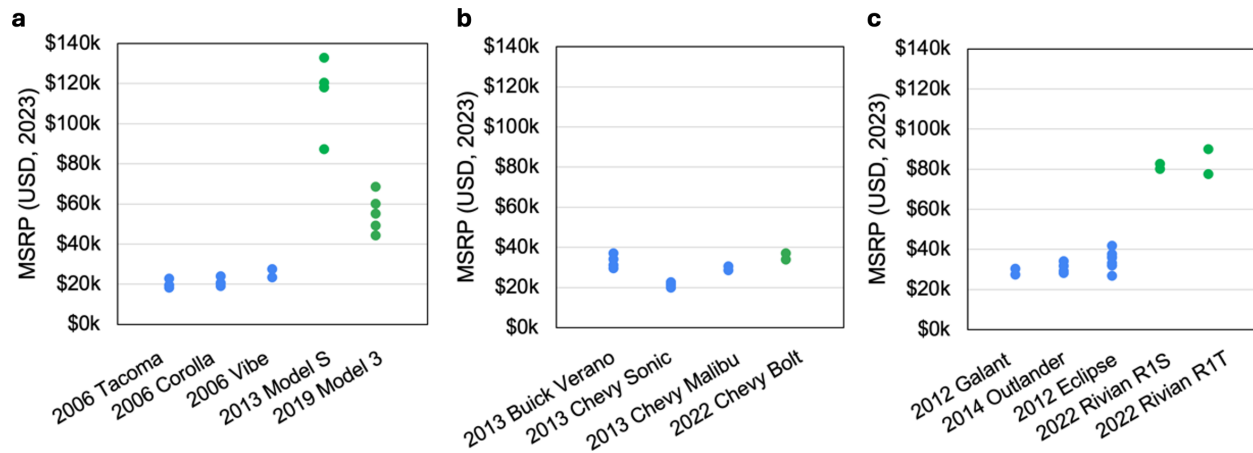 a
$140k
$120k
$100k
$80k
$60k
$40k
$20k
$0k
MSRP (USD, 2023)
2006 Tacoma
2006 Corolla
2006 Vibe
2013 Model S
2019 Model 3
b
$140k
$120k
$100k
$80k
$60k
$40k
$20k
$0k
MSRP (USD, 2023)
2013 Buick Verano
2013 Chevy Sonic
2013 Chevy Malibu
2022 Chevy Bolt
c
$140k
$120k
$100k
$80k
$60k
$40k
$20k
$0k
MSRP (USD, 2023)
2012 Galant
2014 Outlander
2012 Eclipse
2022 Rivian R1S
2022 Rivian R1T